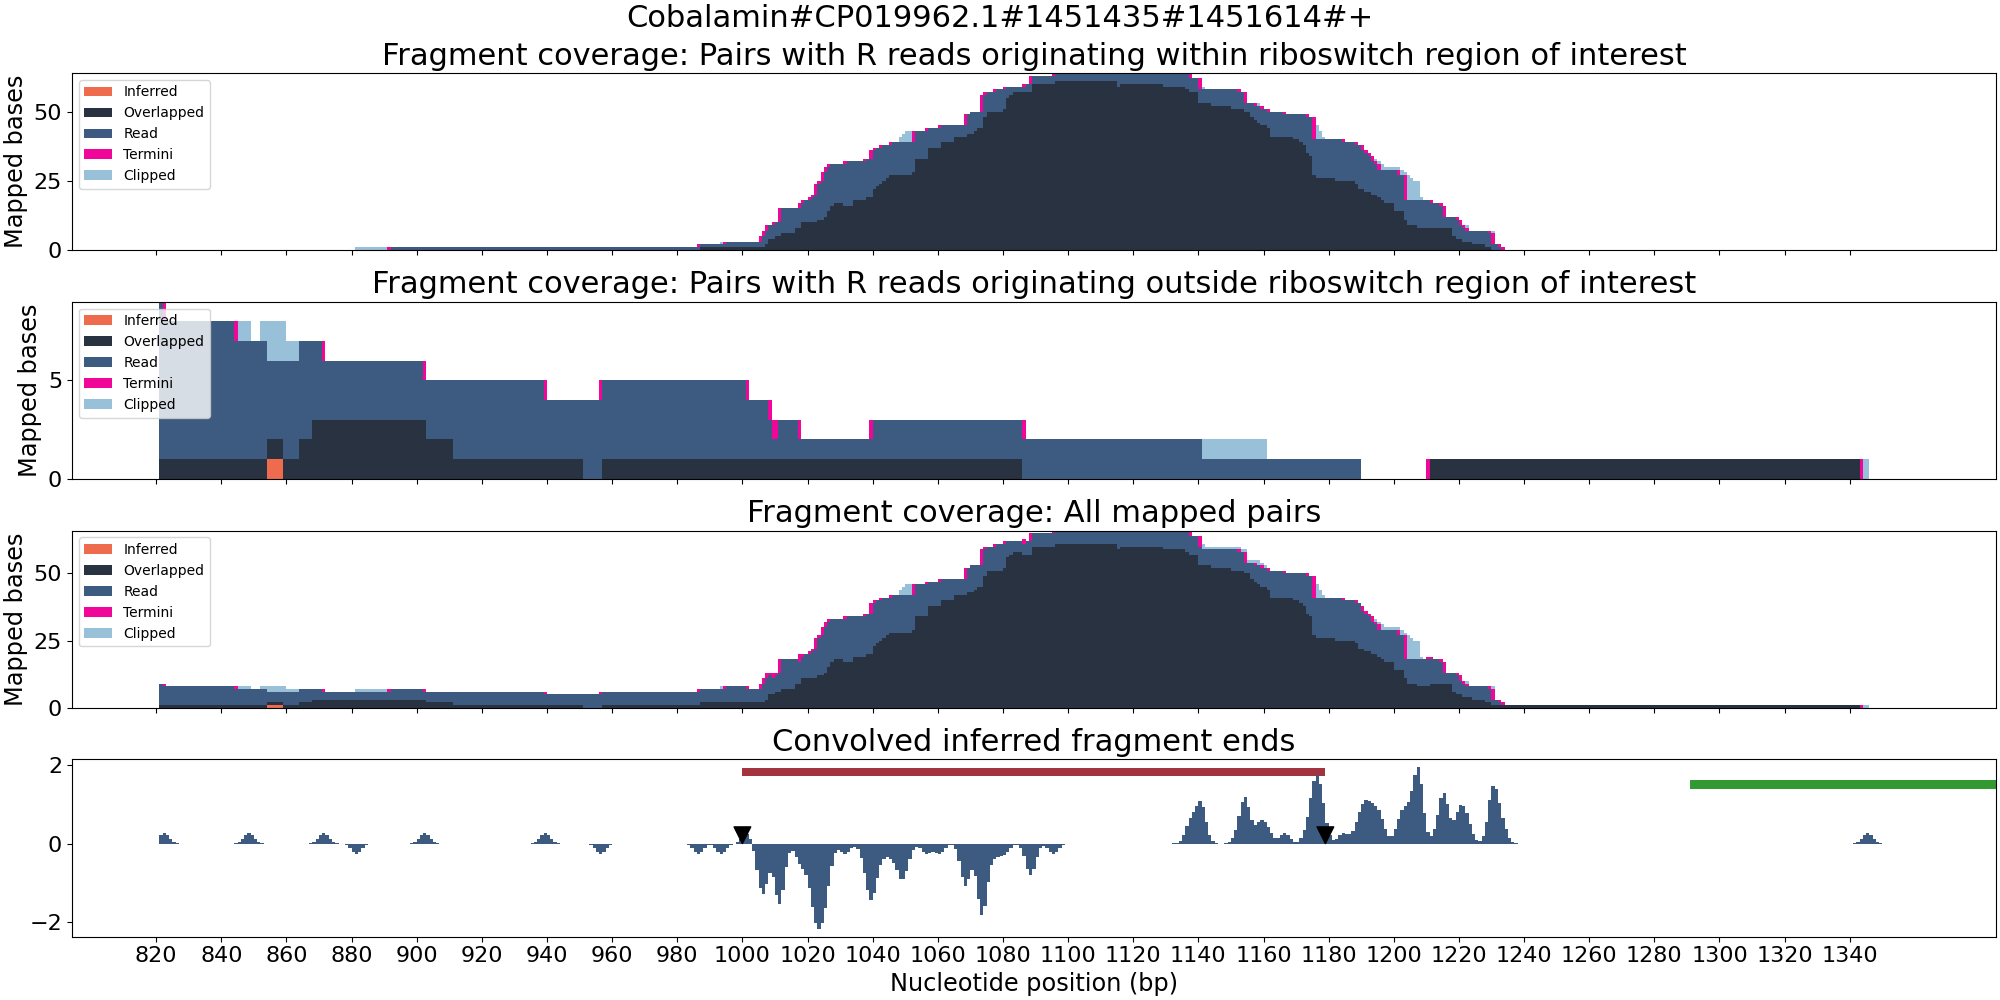 Cobalamin#CP019962.1#1451435#1451614#+
Fragment coverage: Pairs with R reads originating within riboswitch region of interest
Mapped bases
50
25
0
Inferred
Overlapped
Read
Termini
Clipped
Fragment coverage: Pairs with R reads originating outside riboswitch region of interest
Mapped bases
5
0
Inferred
Overlapped
Read
Termini
Clipped
Fragment coverage: All mapped pairs
Mapped bases
50
25
0
Inferred
Overlapped
Read
Termini
Clipped
Convolved inferred fragment ends
2
0
−2
820 840 860 880 900 920 940 960 980 1000 1020 1040 1060 1080 1100 1120 1140 1160 1180 1200 1220 1240 1260 1280 1300 1320 1340
Nucleotide position (bp)